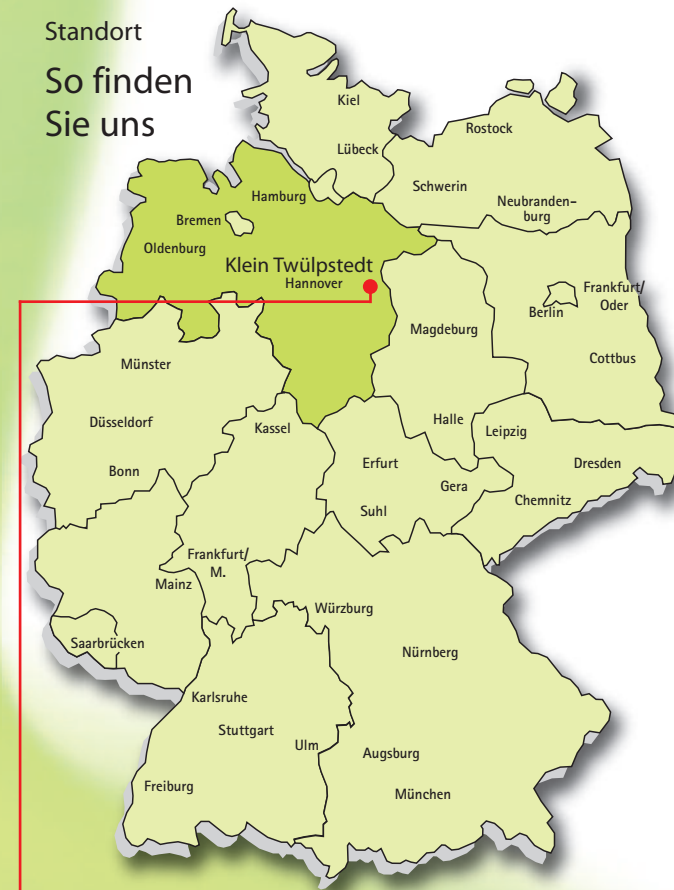 Standort
So finden
Sie uns
Kiel
Rostock
Lübeck
Schwerin
Hamburg
Neubranden-
burg
Bremen
Oldenburg
Klein Twülpstedt
Hannover
Frankfurt/
Oder
Berlin
Magdeburg
Cottbus
Münster
Düsseldorf
Kassel
Halle
Leipzig
Bonn
Erfurt
Dresden
Gera
Chemnitz
Suhl
Frankfurt/
M.
Mainz
Würzburg
Saarbrücken
Nürnberg
Karlsruhe
Stuttgart
Ulm
Augsburg
Freiburg
München